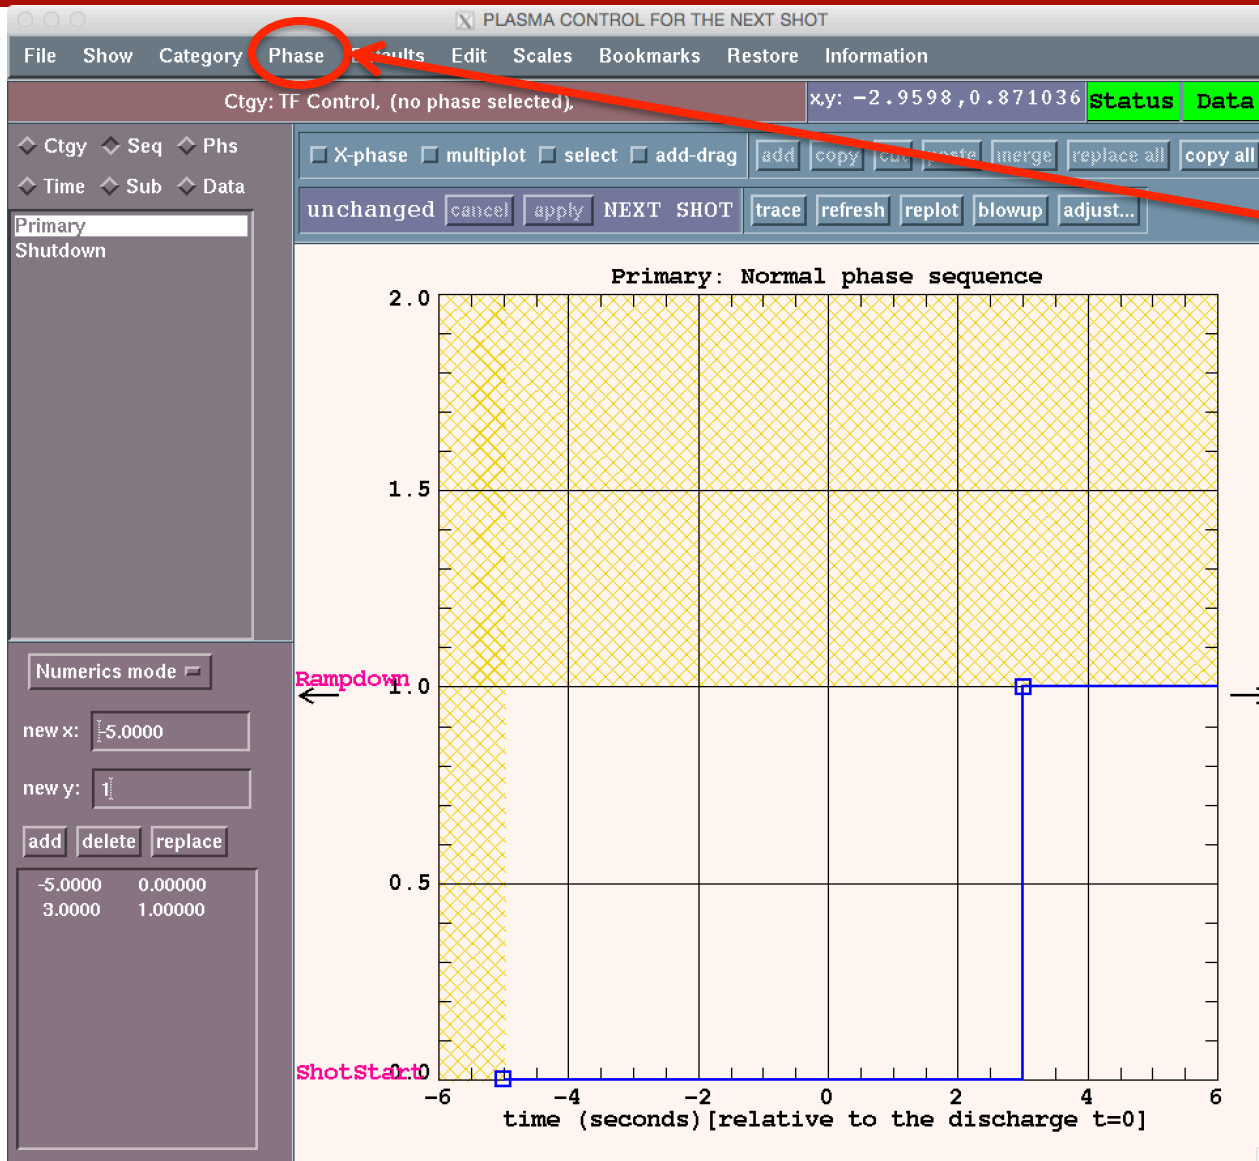 PLASMA CONTROL FOR THE NEXT SHOT
File Show Category Phase Defaults Edit Scales Bookmarks Restore Information
Ctgy: TF Control, (no phase selected), x,y: -2.9598,0.871036 Status Data
Ctgy Seq Phs
Time Sub Data
X-phase multiplot select add-drag add copy cut paste merge replace all copy all
unchanged cancel apply NEXT SHOT trace refresh replot blowup adjust...
Primary
Shutdown
Primary: Normal phase sequence
2.0
1.5
Rampdown 1.0
0.5
ShotStart 0.0
-6 -4 -2 0 2 4 6
time (seconds)[relative to the discharge t=0]
Numerics mode
new x: -5.0000
new y: 1
add delete replace
-5.0000 0.00000
3.0000 1.00000